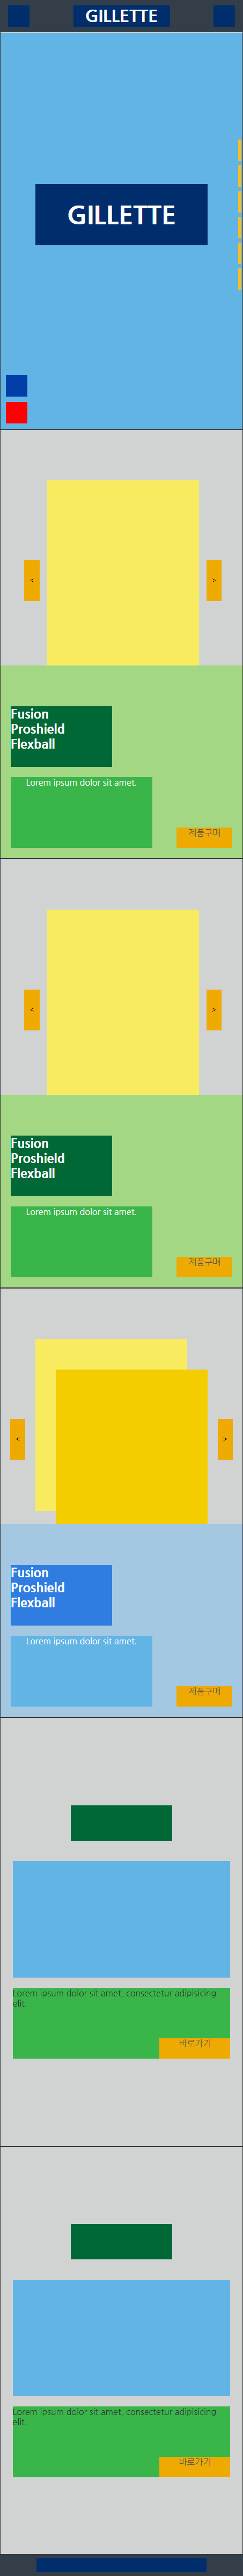 GILLETTE
GILLETTE
<
>
Fusion
Proshield
Flexball
Lorem ipsum dolor sit amet.
제품구매
<
>
Fusion
Proshield
Flexball
Lorem ipsum dolor sit amet.
제품구매
<
>
Fusion
Proshield
Flexball
Lorem ipsum dolor sit amet.
제품구매
Lorem ipsum dolor sit amet, consectetur adipisicing
elit.
바로가기
Lorem ipsum dolor sit amet, consectetur adipisicing
elit.
바로가기